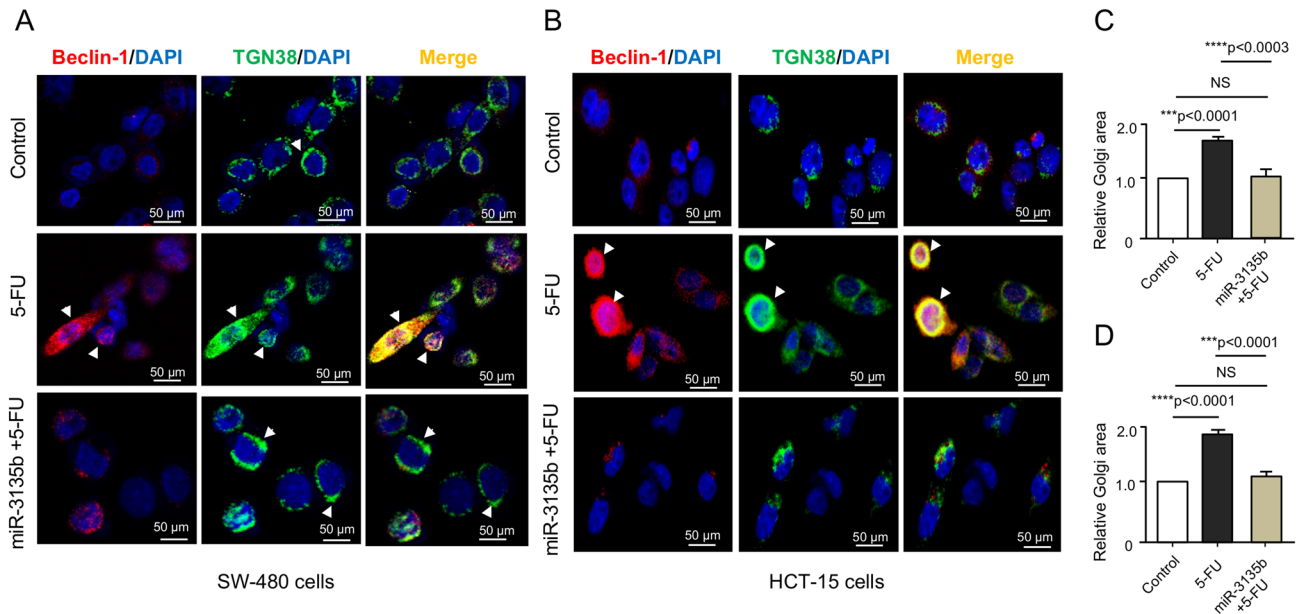 A
Beclin-1/DAPI TGN38/DAPI Merge
Control
50 µm 50 µm 50 µm
5-FU
50 µm 50 µm 50 µm
miR-3135b +5-FU
50 µm 50 µm 50 µm
SW-480 cells
B
Beclin-1/DAPI TGN38/DAPI Merge
Control
50 µm 50 µm 50 µm
5-FU
50 µm 50 µm 50 µm
miR-3135b +5-FU
50 µm 50 µm 50 µm
HCT-15 cells
C
****p<0.0003
NS
***p<0.0001
Relative Golgi area
2.0
1.0
0
Control
5-FU
miR-3135b
+5-FU
D
***p<0.0001
NS
****p<0.0001
Relative Golgi area
2.0
1.0
0
Control
5-FU
miR-3135b
+5-FU